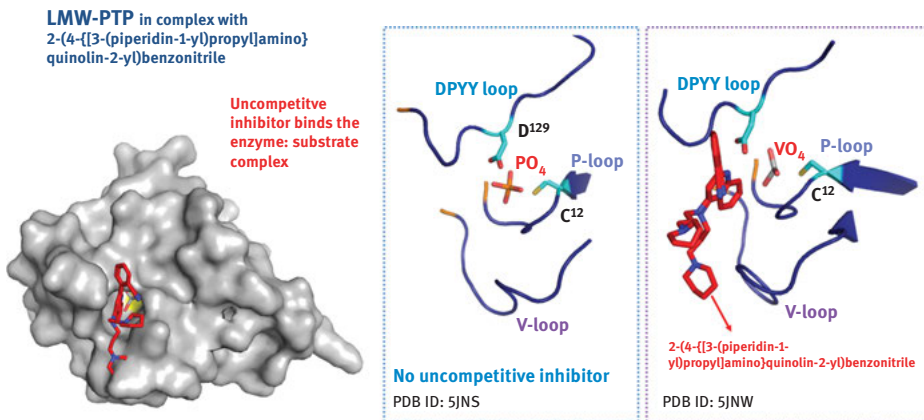 LMW-PTP in complex with
2-(4-{[3-(piperidin-1-yl)propyl]amino}
quinolin-2-yl)benzonitrile
Uncompetitve
inhibitor binds the
enzyme: substrate
complex
DPYY loop
D129
PO4
P-loop
C12
V-loop
No uncompetitive inhibitor
PDB ID: 5JNS
DPYY loop
VO4
P-loop
C12
V-loop
2-(4-{[3-(piperidin-1-
yl)propyl]amino}quinolin-2-yl)benzonitrile
PDB ID: 5JNW